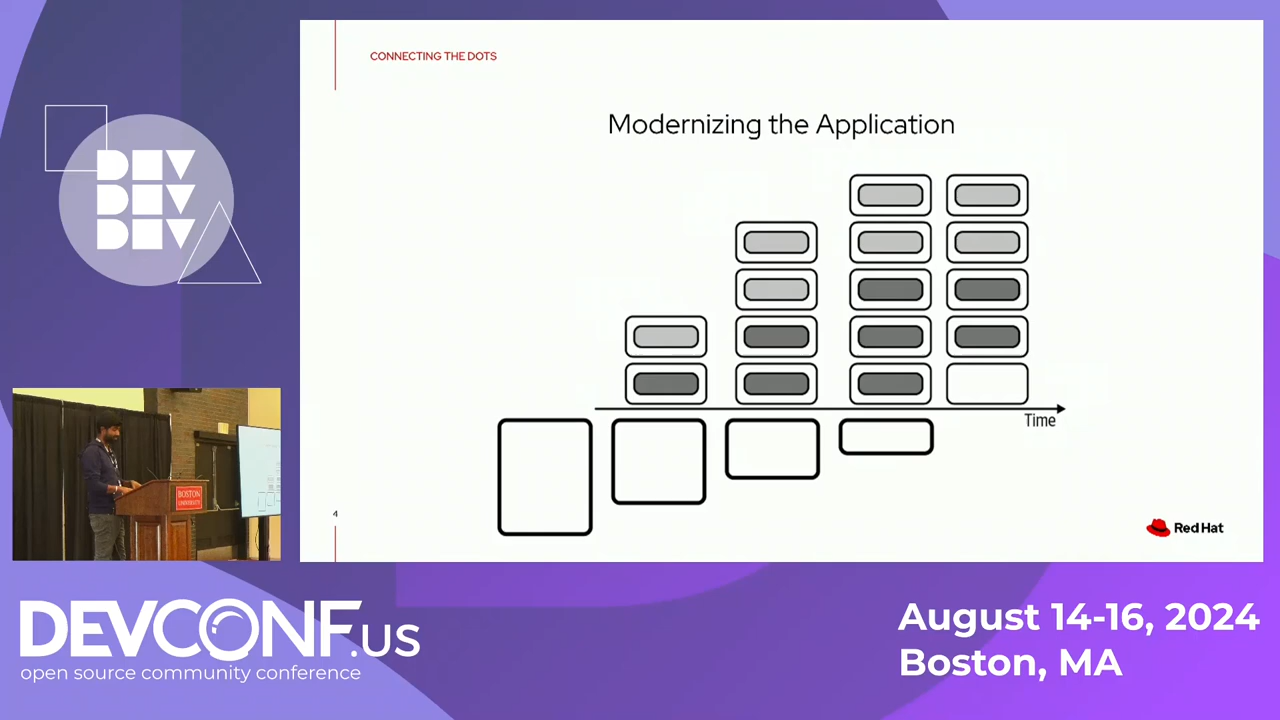 CONNECTING THE DOTS
Modernizing the Application
Time
4
Red Hat
DEV
DEV
DEV
BOSTON
UNIVERSITY
DEVCONF.US
open source community conference
August 14-16, 2024
Boston, MA